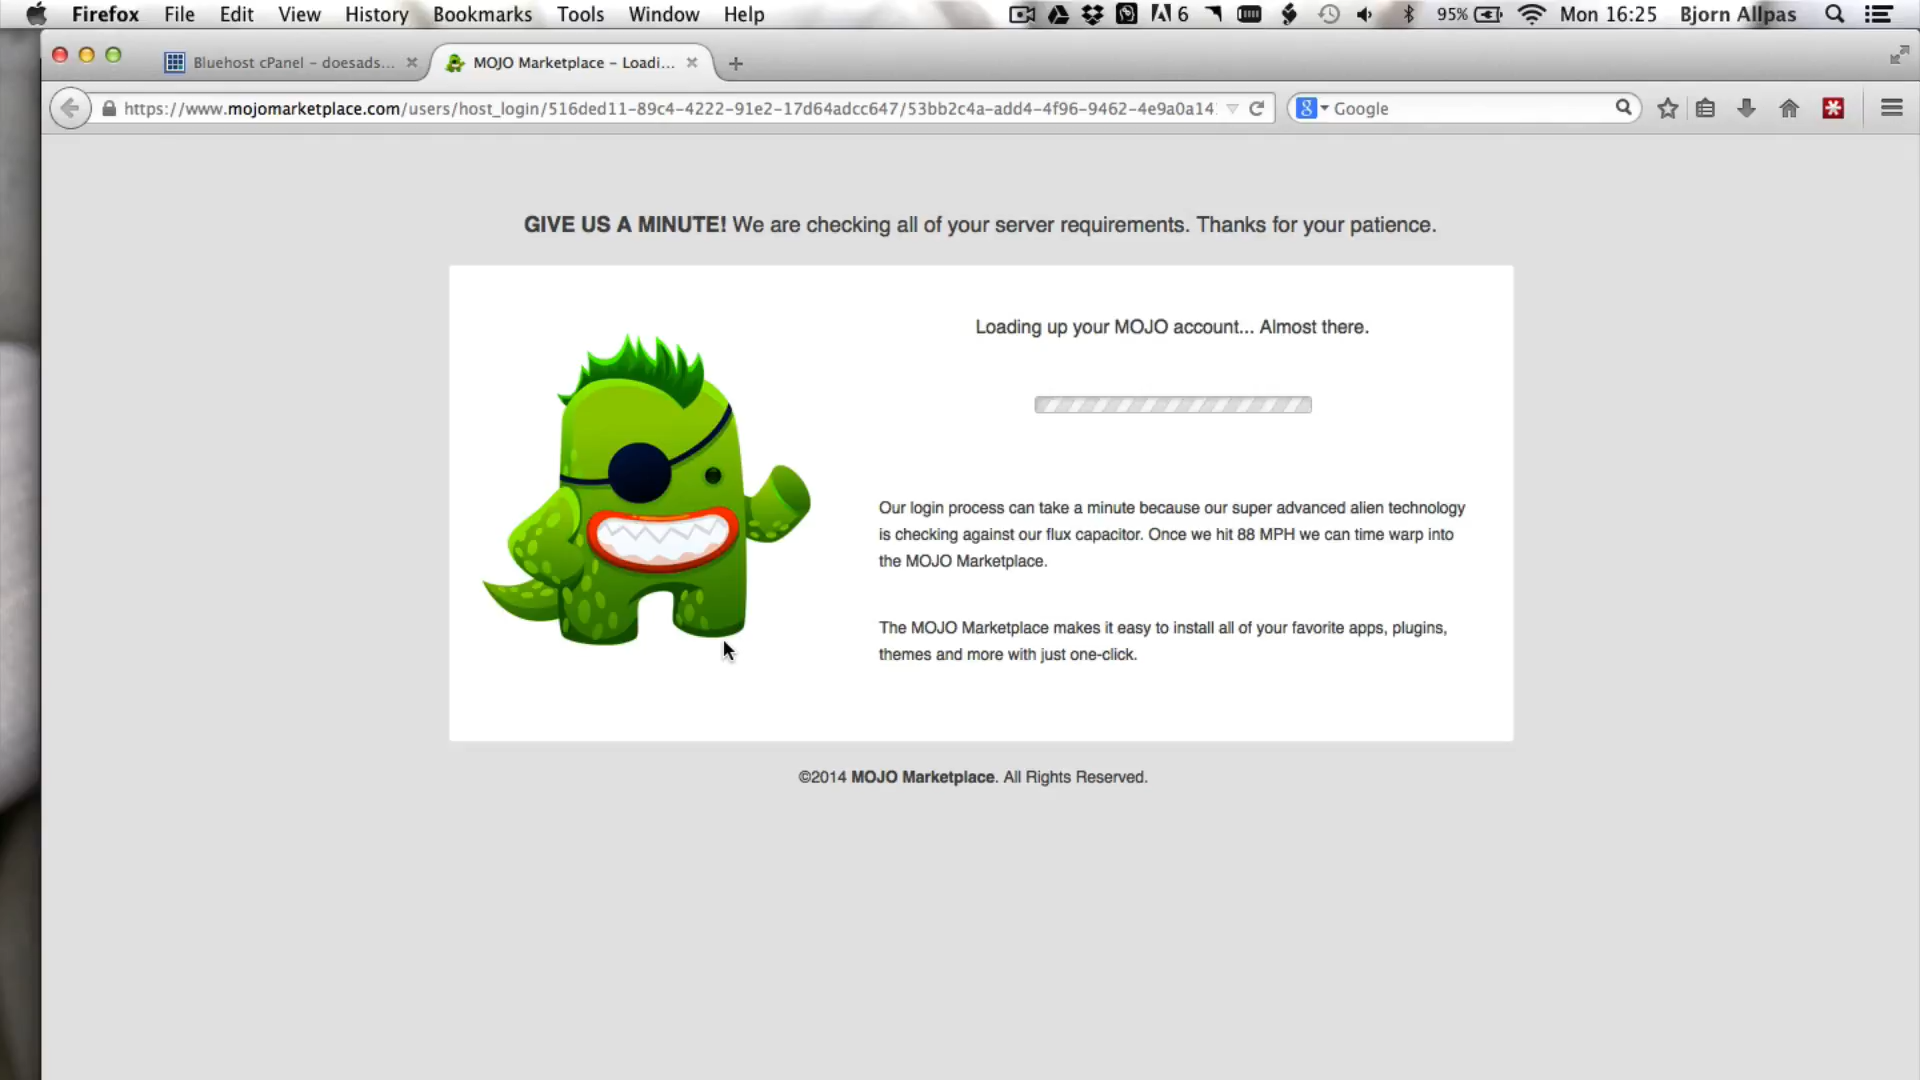 Firefox File Edit View History Bookmarks Tools Window Help 6 95% Mon 16:25 Bjorn Allpas
Bluehost cPanel - doesads... MOJO Marketplace – Loadi...
https://www.mojomarketplace.com/users/host_login/516ded11-89c4-4222-91e2-17d64adcc647/53bb2c4a-add4-4f96-9462-4e9a0a14 Google
GIVE US A MINUTE! We are checking all of your server requirements. Thanks for your patience.
Loading up your MOJO account... Almost there.
Our login process can take a minute because our super advanced alien technology
is checking against our flux capacitor. Once we hit 88 MPH we can time warp into
the MOJO Marketplace.
The MOJO Marketplace makes it easy to install all of your favorite apps, plugins,
themes and more with just one-click.
©2014 MOJO Marketplace. All Rights Reserved.